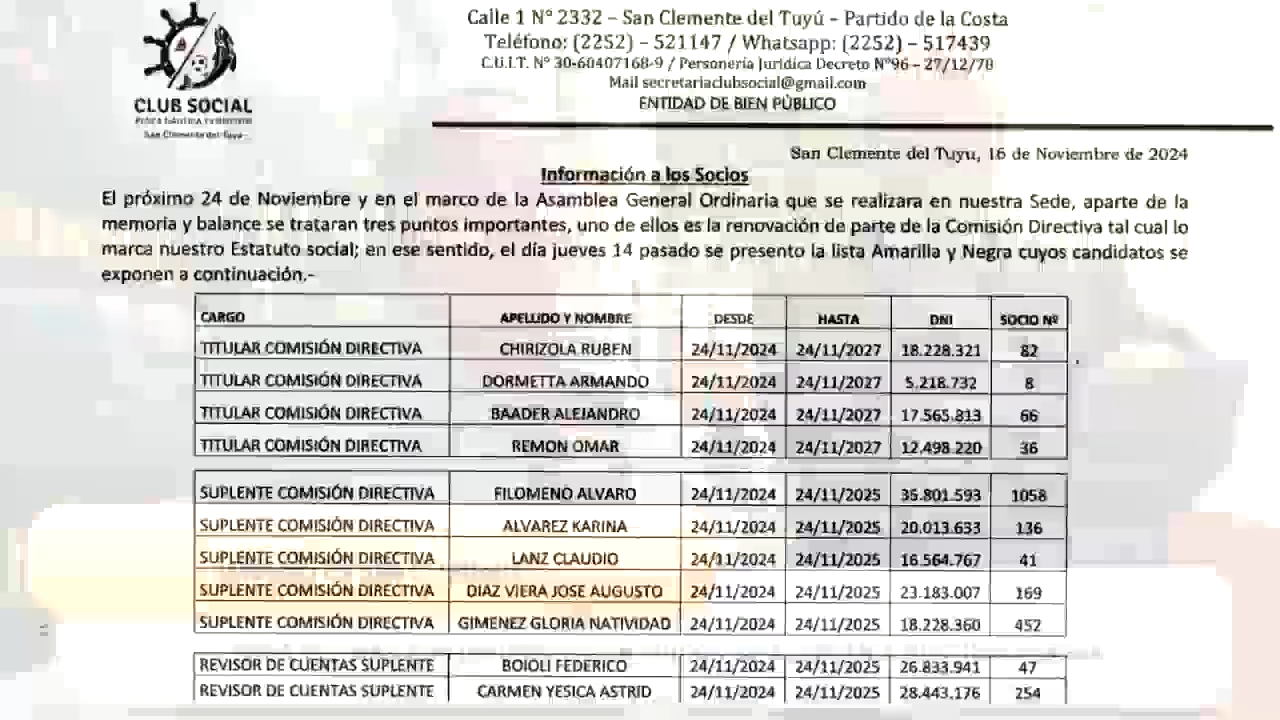 Calle 1 N° 2332 – San Clemente del Tuyú – Partido de la Costa
Teléfono: (2252) – 521147 / Whatsapp: (2252) – 517439
C.U.I.T. N° 30-60407168-9 / Personería Jurídica Decreto N°96 – 27/12/78
Mail secretariaclubsocial@gmail.com
ENTIDAD DE BIEN PÚBLICO
CLUB SOCIAL
San Clemente del Tuyu
San Clemente del Tuyu, 16 de Noviembre de 2024
Información a los Socios
El próximo 24 de Noviembre y en el marco de la Asamblea General Ordinaria que se realizara en nuestra Sede, aparte de la
memoria y balance se trataran tres puntos importantes, uno de ellos es la renovación de parte de la Comisión Directiva tal cual lo
marca nuestro Estatuto social; en ese sentido, el día jueves 14 pasado se presento la lista Amarilla y Negra cuyos candidatos se
exponen a continuación.-
CARGO APELLIDO Y NOMBRE DESDE HASTA DNI SOCIO Nº
TITULAR COMISIÓN DIRECTIVA CHIRIZOLA RUBEN 24/11/2024 24/11/2027 18.228.321 82
TITULAR COMISIÓN DIRECTIVA DORMETTA ARMANDO 24/11/2024 24/11/2027 5.218.732 8
TITULAR COMISIÓN DIRECTIVA BAADER ALEJANDRO 24/11/2024 24/11/2027 17.565.813 66
TITULAR COMISIÓN DIRECTIVA REMON OMAR 24/11/2024 24/11/2027 12.498.220 36
SUPLENTE COMISIÓN DIRECTIVA FILOMENO ALVARO 24/11/2024 24/11/2025 35.801.593 1058
SUPLENTE COMISIÓN DIRECTIVA ALVAREZ KARINA 24/11/2024 24/11/2025 20.013.633 136
SUPLENTE COMISIÓN DIRECTIVA LANZ CLAUDIO 24/11/2024 24/11/2025 16.564.767 41
SUPLENTE COMISIÓN DIRECTIVA DIAZ VIERA JOSE AUGUSTO 24/11/2024 24/11/2025 23.183.007 169
SUPLENTE COMISIÓN DIRECTIVA GIMENEZ GLORIA NATIVIDAD 24/11/2024 24/11/2025 18.228.360 452
REVISOR DE CUENTAS SUPLENTE BOIOLI FEDERICO 24/11/2024 24/11/2025 26.833.941 47
REVISOR DE CUENTAS SUPLENTE CARMEN YESICA ASTRID 24/11/2024 24/11/2025 28.443.176 254